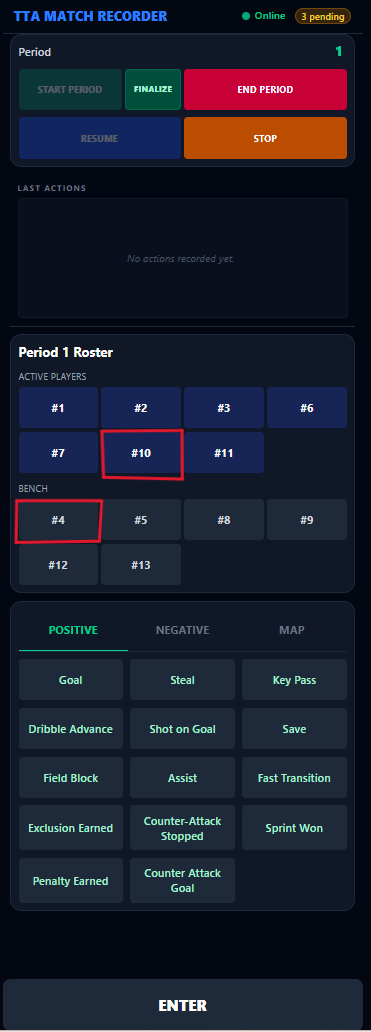 TTA MATCH RECORDER
Online
3 pending
Period
1
START PERIOD
FINALIZE
END PERIOD
RESUME
STOP
LAST ACTIONS
No actions recorded yet.
Period 1 Roster
ACTIVE PLAYERS
#1
#2
#3
#6
#7
#10
#11
BENCH
#4
#5
#8
#9
#12
#13
POSITIVE
NEGATIVE
MAP
Goal
Steal
Key Pass
Dribble Advance
Shot on Goal
Save
Field Block
Assist
Fast Transition
Exclusion Earned
Counter-Attack
Stopped
Sprint Won
Penalty Earned
Counter Attack
Goal
ENTER